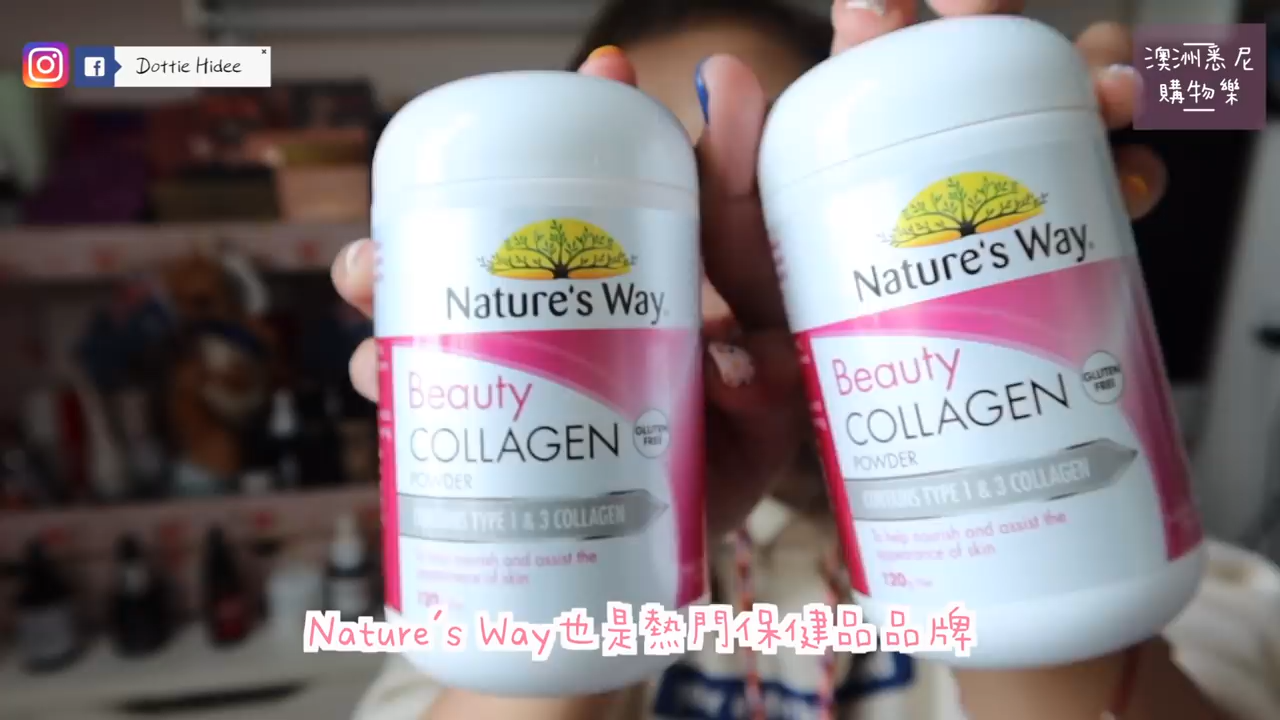 Dottie Hidee
澳洲悉尼
購物樂
Nature's Way
Beauty
COLLAGEN
POWDER
GLUTEN
FREE
CONTAINS TYPE 1 & 3 COLLAGEN
To help nourish and assist the
appearance of skin
120g
Nature's Way
Beauty
COLLAGEN
POWDER
GLUTEN
FREE
CONTAINS TYPE 1 & 3 COLLAGEN
To help nourish and assist the
appearance of skin
120g
Nature's Way也是熱門保健品品牌